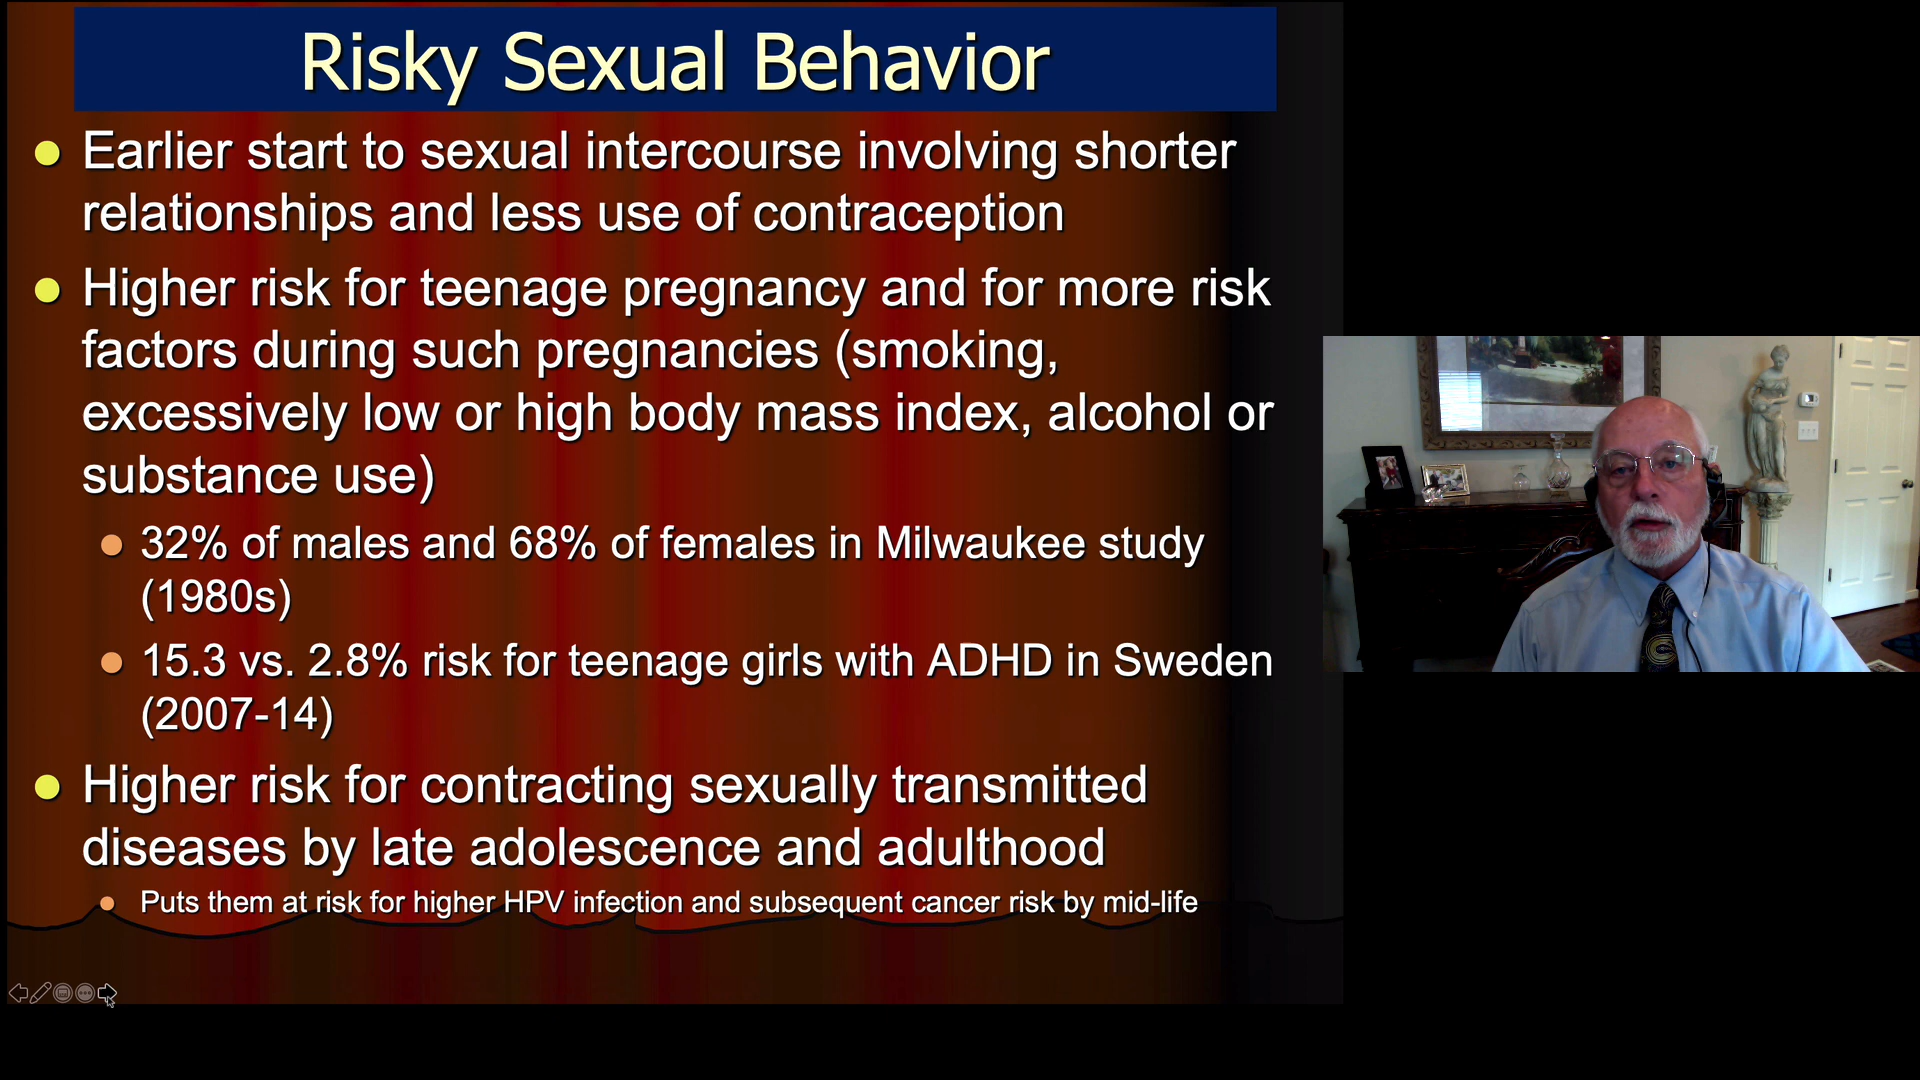 Risky Sexual Behavior
Earlier start to sexual intercourse involving shorter
relationships and less use of contraception
Higher risk for teenage pregnancy and for more risk
factors during such pregnancies (smoking,
excessively low or high body mass index, alcohol or
substance use)
32% of males and 68% of females in Milwaukee study
(1980s)
15.3 vs. 2.8% risk for teenage girls with ADHD in Sweden
(2007-14)
Higher risk for contracting sexually transmitted
diseases by late adolescence and adulthood
Puts them at risk for higher HPV infection and subsequent cancer risk by mid-life